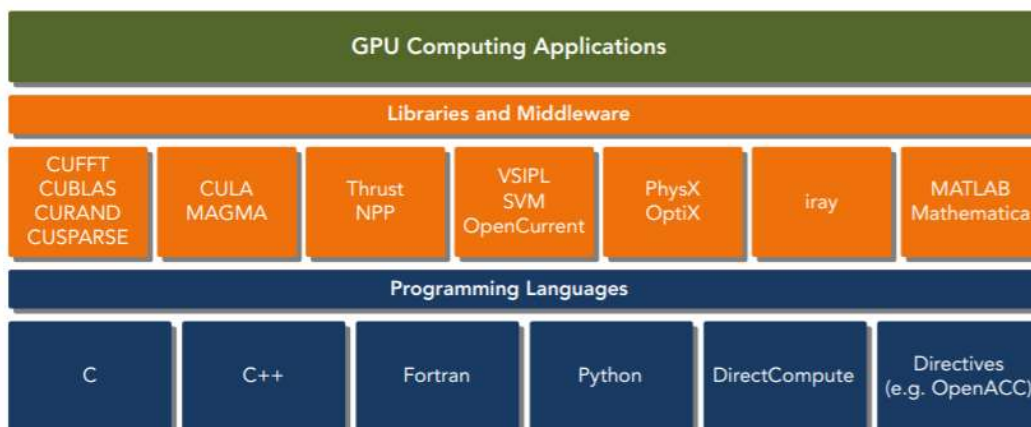 GPU Computing Applications
Libraries and Middleware
CUFFT
CUBLAS
CURAND
CUSPARSE
CULA
MAGMA
Thrust
NPP
VSIPL
SVM
OpenCurrent
PhysX
OptiX
iray
MATLAB
Mathematica
Programming Languages
C
C++
Fortran
Python
DirectCompute
Directives
(e.g. OpenACC)